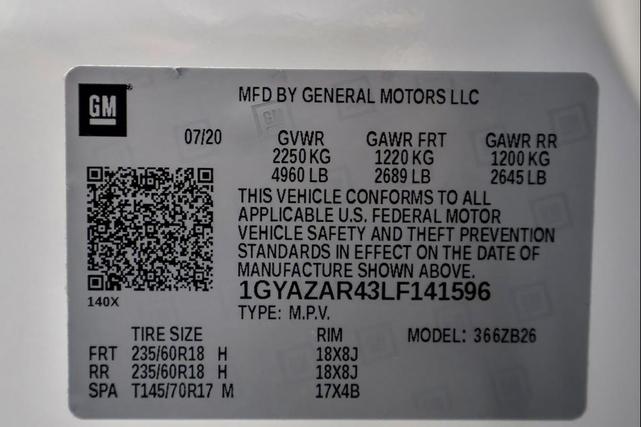 GM
MFD BY GENERAL MOTORS LLC
07/20 GVWR GAWR FRT GAWR RR
2250 KG 1220 KG 1200 KG
4960 LB 2689 LB 2645 LB
THIS VEHICLE CONFORMS TO ALL
APPLICABLE U.S. FEDERAL MOTOR
VEHICLE SAFETY AND THEFT PREVENTION
STANDARDS IN EFFECT ON THE DATE OF
MANUFACTURE SHOWN ABOVE.
140X
1GYAZAR43LF141596
TYPE: M.P.V.
TIRE SIZE RIM MODEL: 366ZB26
FRT 235/60R18 H 18X8J
RR 235/60R18 H 18X8J
SPA T145/70R17 M 17X4B